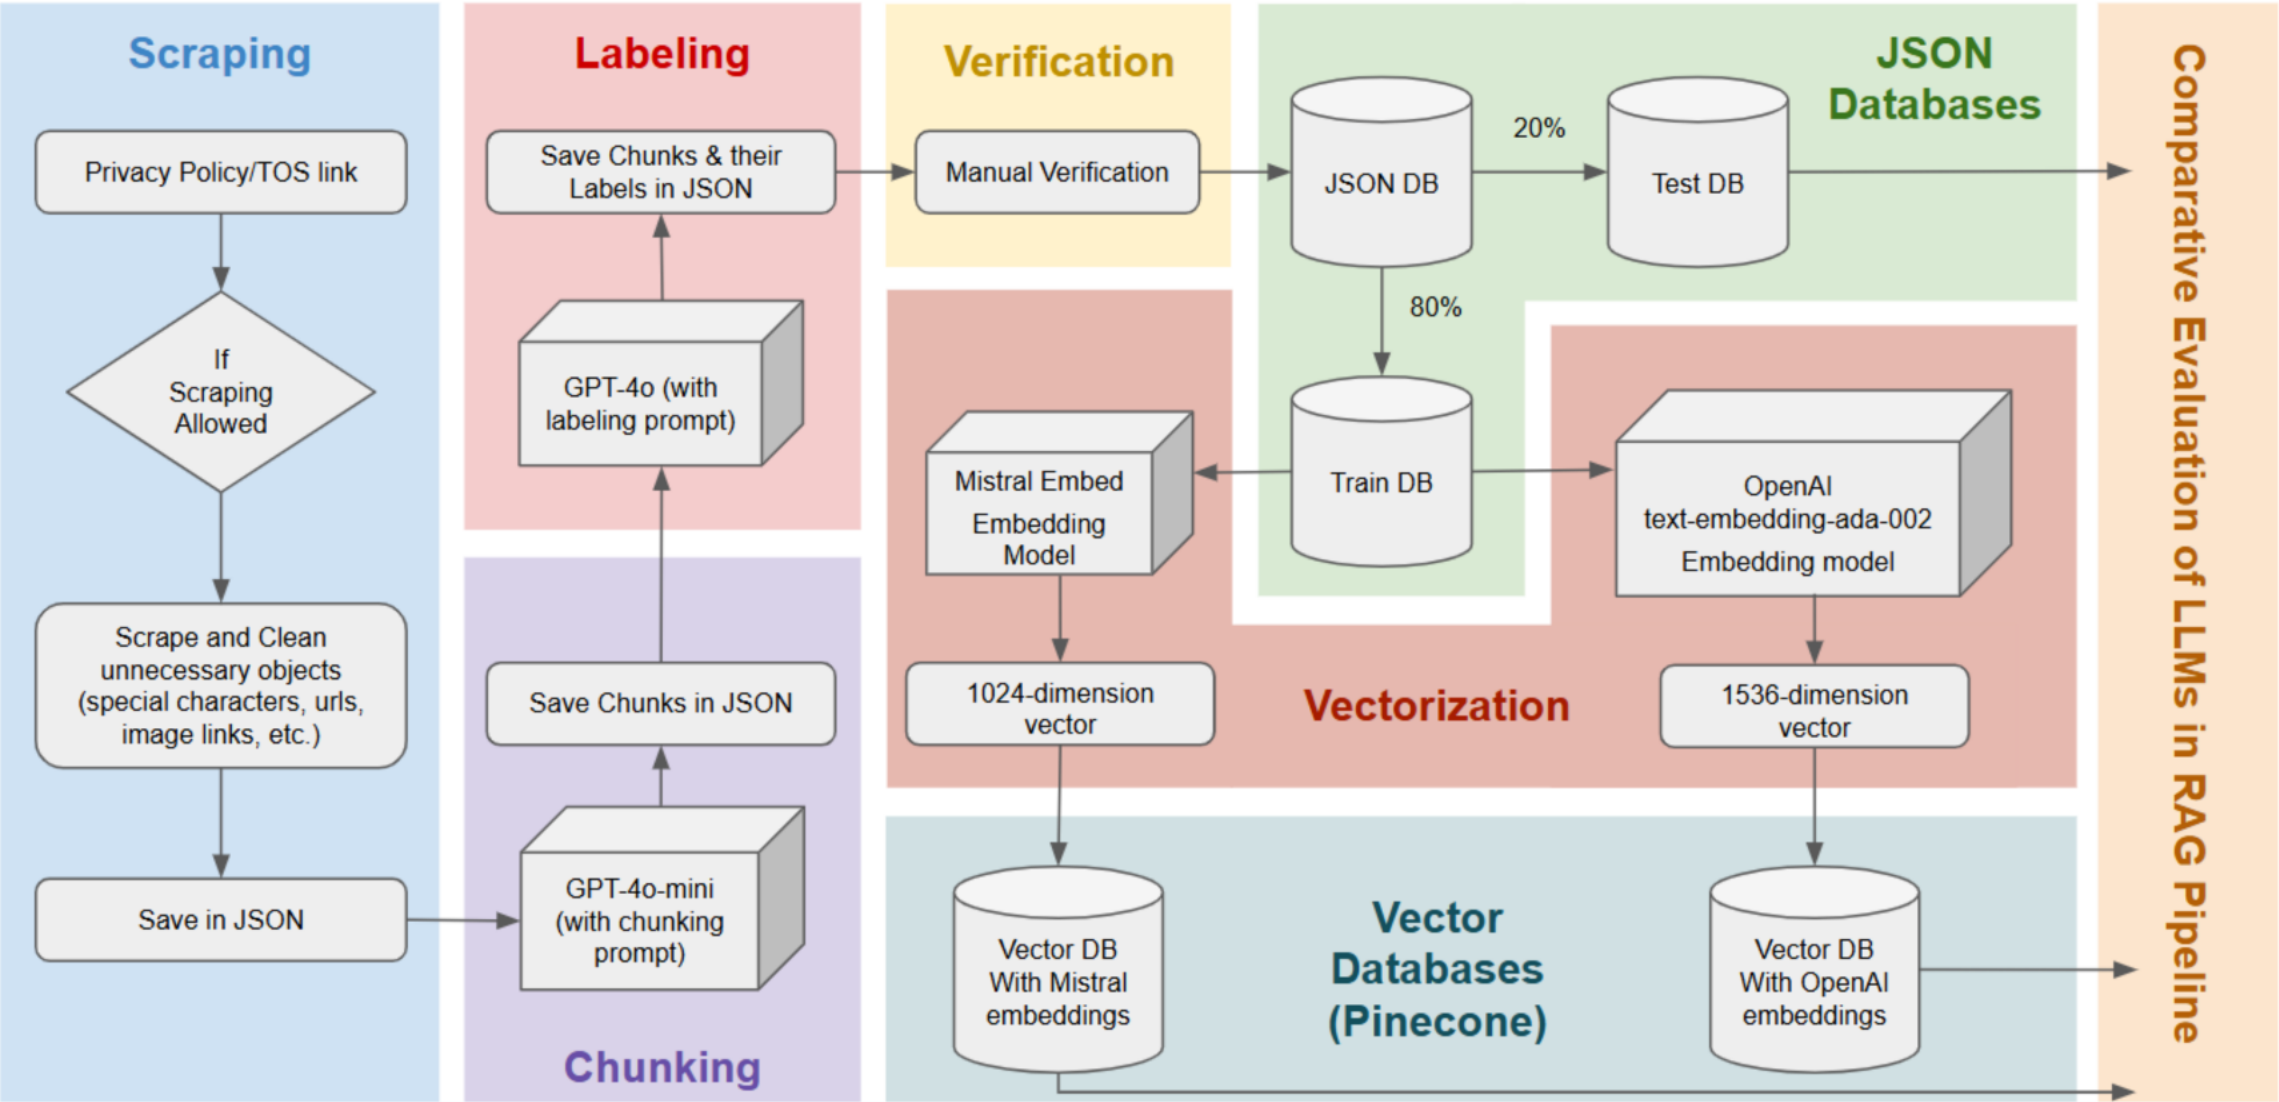 Scraping
Privacy Policy/TOS link
If
Scraping
Allowed
Scrape and Clean
unnecessary objects
(special characters, urls,
image links, etc.)
Save in JSON
Labeling
Save Chunks & their
Labels in JSON
GPT-4o (with
labeling prompt)
Save Chunks in JSON
GPT-4o-mini
(with chunking
prompt)
Chunking
Verification
Manual Verification
JSON
Databases
JSON DB
20%
Test DB
80%
Train DB
Mistral Embed
Embedding
Model
OpenAI
text-embedding-ada-002
Embedding model
1024-dimension
vector
Vectorization
1536-dimension
vector
Vector DB
With Mistral
embeddings
Vector
Databases
(Pinecone)
Vector DB
With OpenAI
embeddings
Comparative Evaluation of LLMs in RAG Pipeline